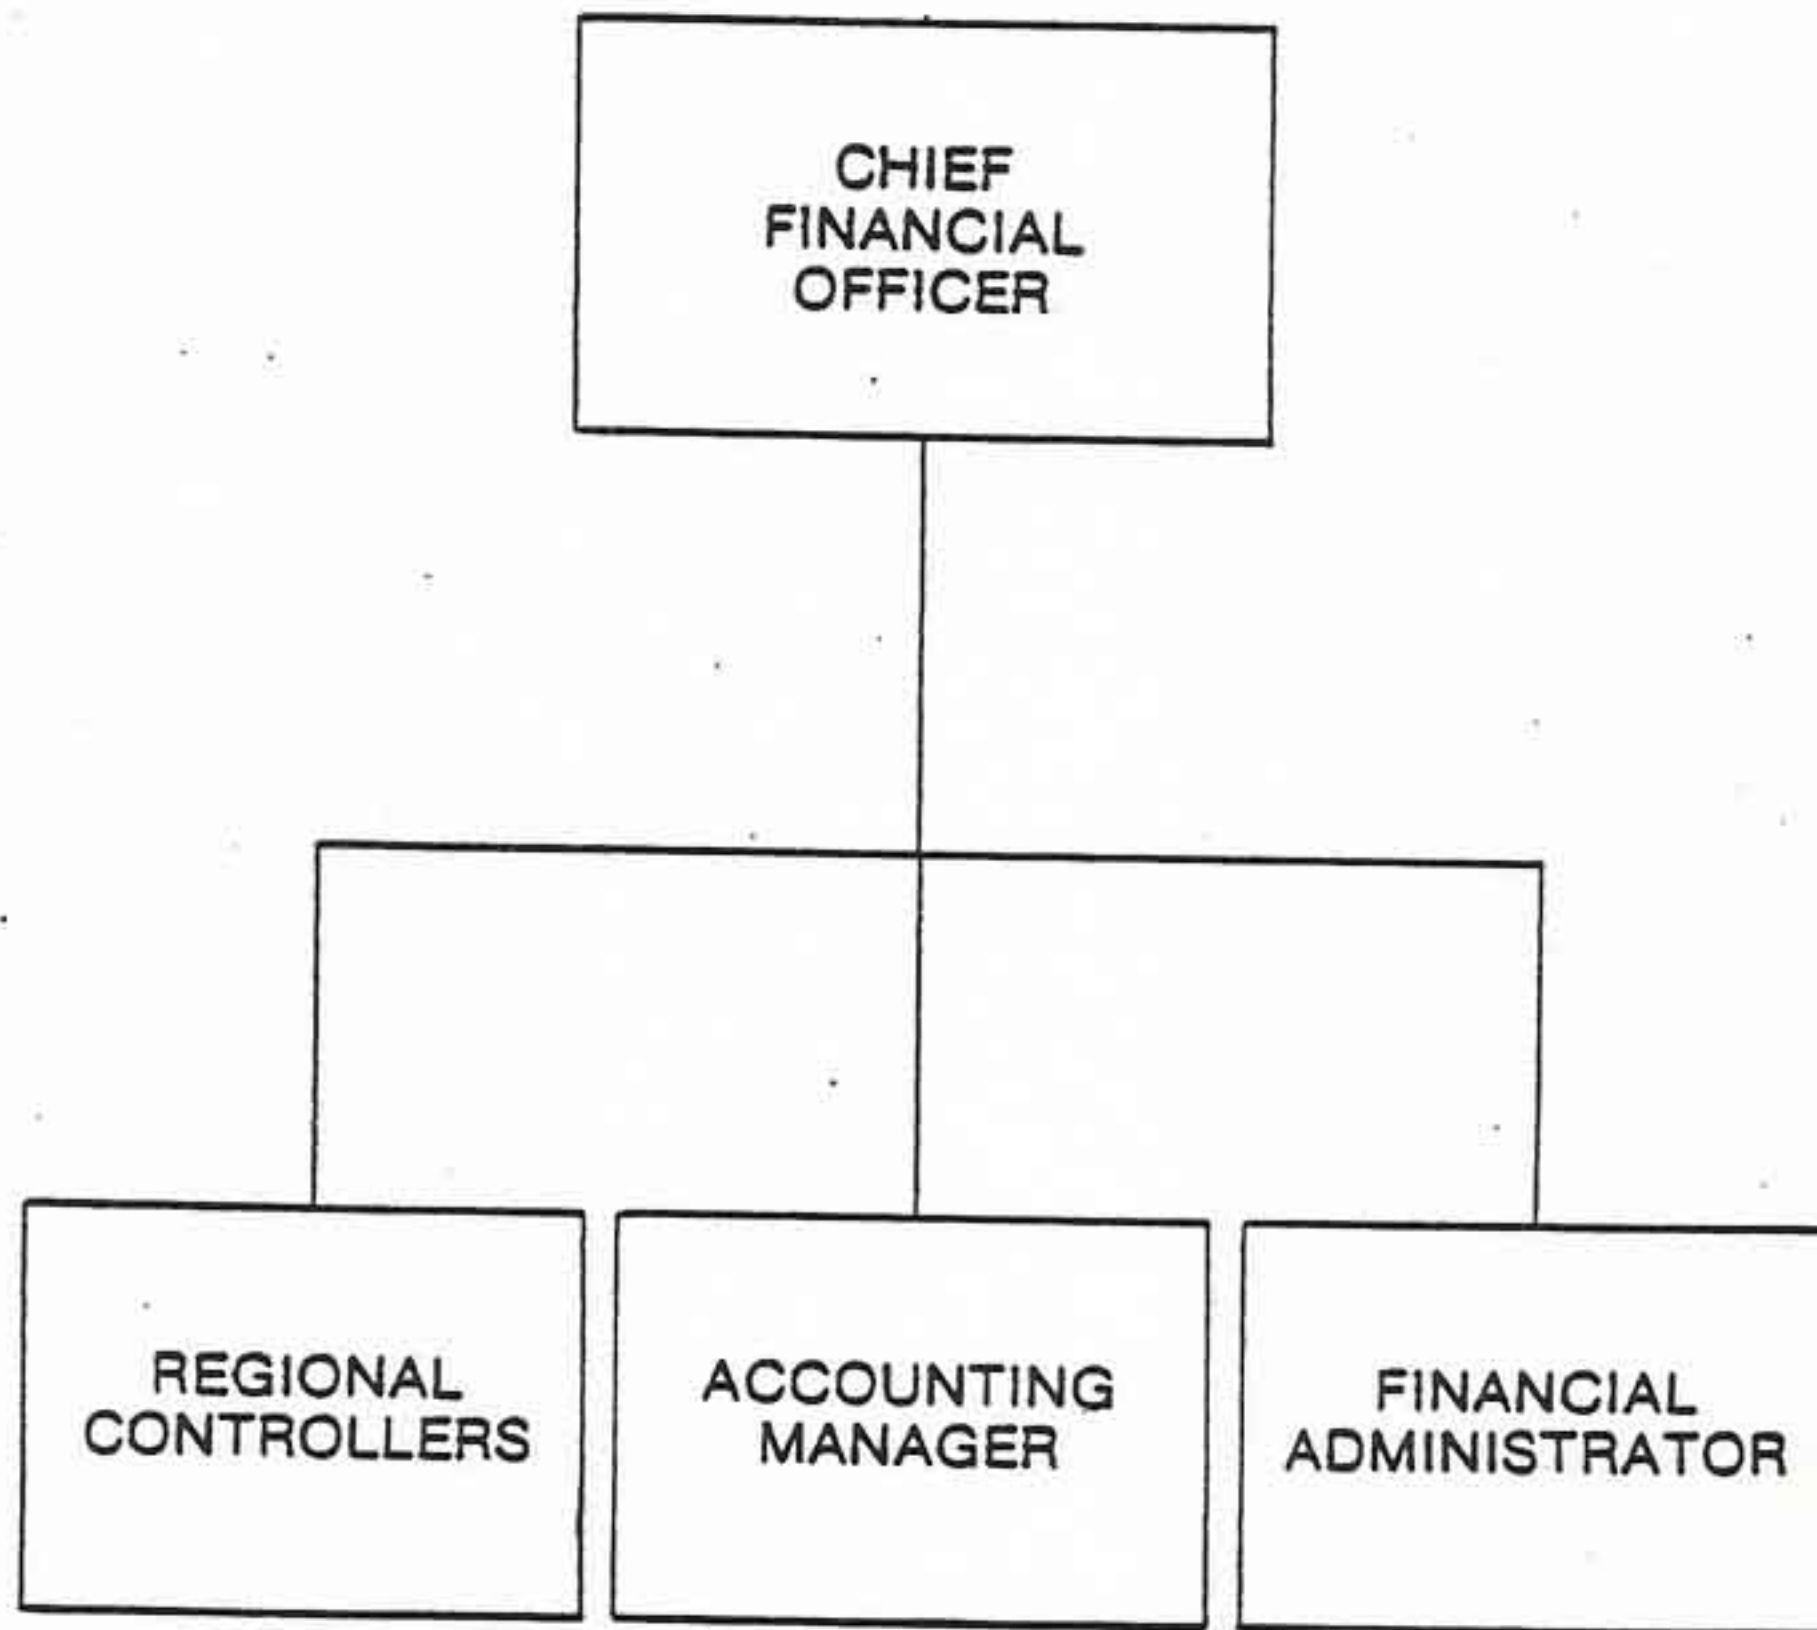 CHIEF
FINANCIAL
OFFICER
REGIONAL
CONTROLLERS
ACCOUNTING
MANAGER
FINANCIAL
ADMINISTRATOR